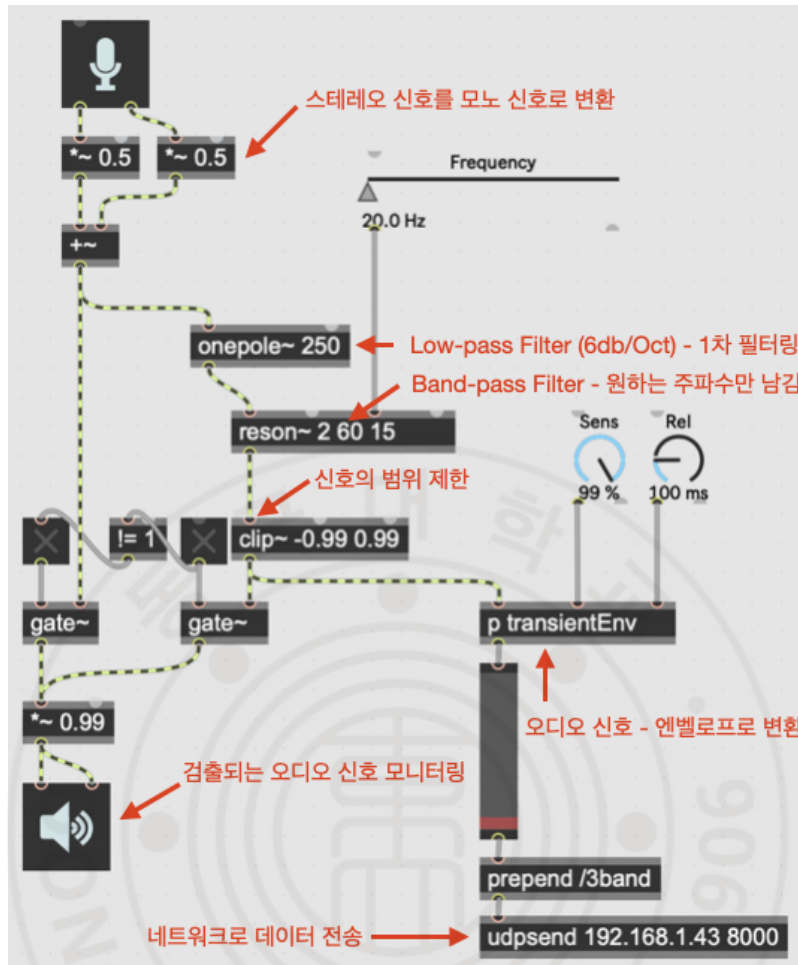 스테레오 신호를 모노 신호로 변환
*~ 0.5
*~ 0.5
Frequency
20.0 Hz
+~
onepole~ 250
Low-pass Filter (6db/Oct) - 1차 필터링
Band-pass Filter - 원하는 주파수만 남김
reson~ 2 60 15
Sens
Rel
99 %
100 ms
신호의 범위 제한
!= 1
clip~ -0.99 0.99
gate~
gate~
p transientEnv
*~ 0.99
오디오 신호 - 엔벨로프로 변환
검출되는 오디오 신호 모니터링
prepend /3band
네트워크로 데이터 전송
udpsend 192.168.1.43 8000
906